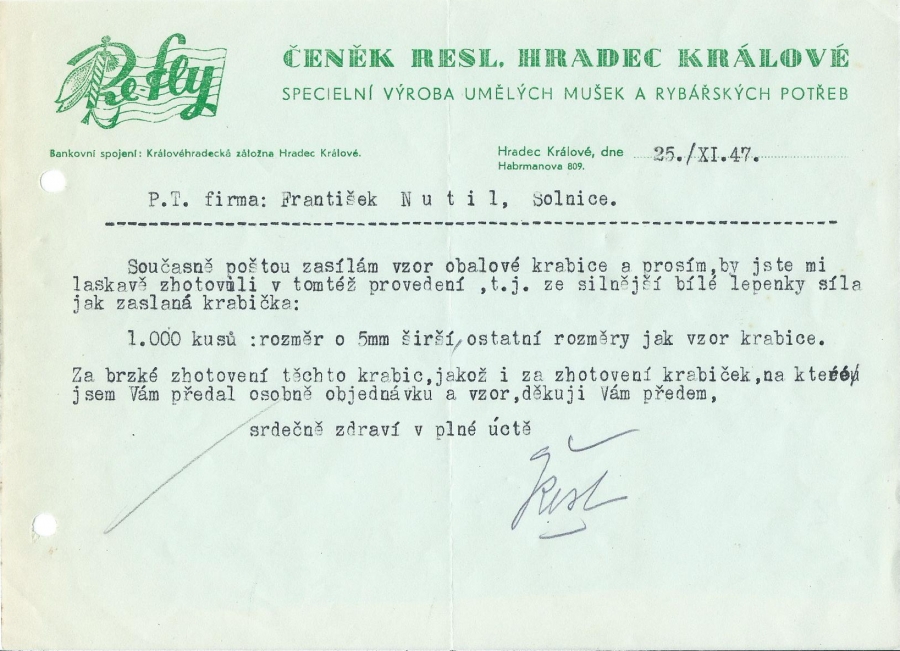 Re-fly
ČENĚK RESL. HRADEC KRÁLOVÉ
SPECIELNÍ VÝROBA UMĚLÝCH MUŠEK A RYBÁŘSKÝCH POTŘEB
Bankovní spojení: Královéhradecká záložna Hradec Králové.
Hradec Králové, dne 25./XI.47.
Habrmanova 809.
P.T. firma: František N u t i l, Solnice.
Současně poštou zasílám vzor obalové krabice a prosím,by jste mi
laskavě zhotovili v tomtéž provedení ,t.j. ze silnější bílé lepenky síla
jak zaslaná krabička:
1.000 kusů :rozměr o 5mm širší,ostatní rozměry jak vzor krabice.
Za brzké zhotovení těchto krabic,jakož i za zhotovení krabiček,na
jsem Vám předal osobně objednávku a vzor,děkuji Vám předem,
srdečně zdraví v plné úctě
Resl